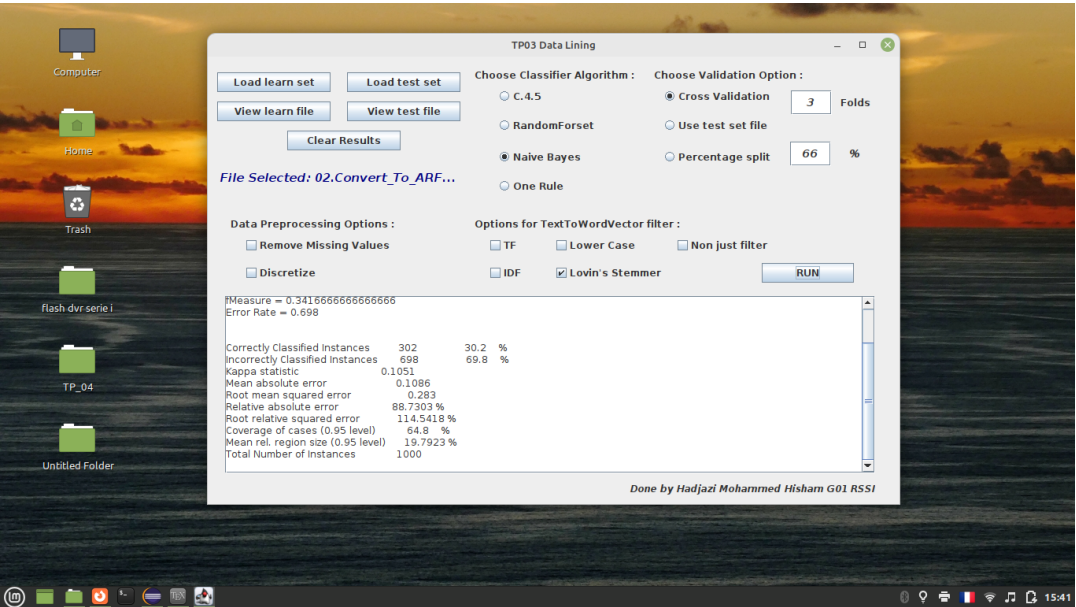 Computer
Home
Trash
flash dvr serie i
TP_04
Untitled Folder
TP03 Data Lining
Load learn set
Load test set
View learn file
View test file
Clear Results
File Selected: 02.Convert_To_ARF...
Choose Classifier Algorithm :
C.4.5
RandomForset
Naive Bayes
One Rule
Choose Validation Option :
Cross Validation 3 Folds
Use test set file
Percentage split 66 %
Data Preprocessing Options :
Remove Missing Values
Discretize
Options for TextToWordVector filter :
TF Lower Case Non just filter
IDF Lovin's Stemmer RUN
fMeasure = 0.3416666666666666
Error Rate = 0.698
Correctly Classified Instances 302 30.2 %
Incorrectly Classified Instances 698 69.8 %
Kappa statistic 0.1051
Mean absolute error 0.1086
Root mean squared error 0.283
Relative absolute error 88.7303 %
Root relative squared error 114.5418 %
Coverage of cases (0.95 level) 64.8 %
Mean rel. region size (0.95 level) 19.7923 %
Total Number of Instances 1000
Done by Hadjazi Mohammed Hisham G01 RSSI
15:41